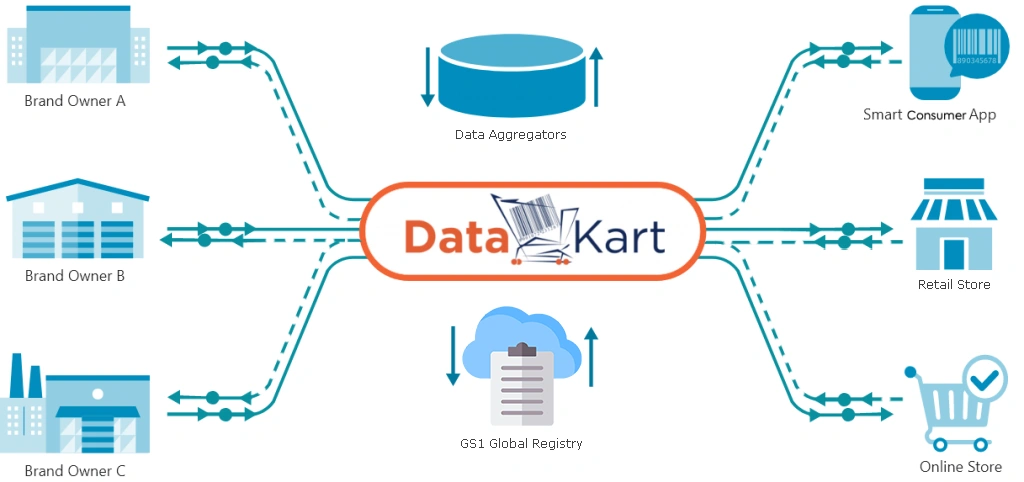 Brand Owner A
Data Aggregators
890345678
Smart Consumer App
Brand Owner B
Data Kart
Retail Store
Brand Owner C
GS1 Global Registry
Online Store